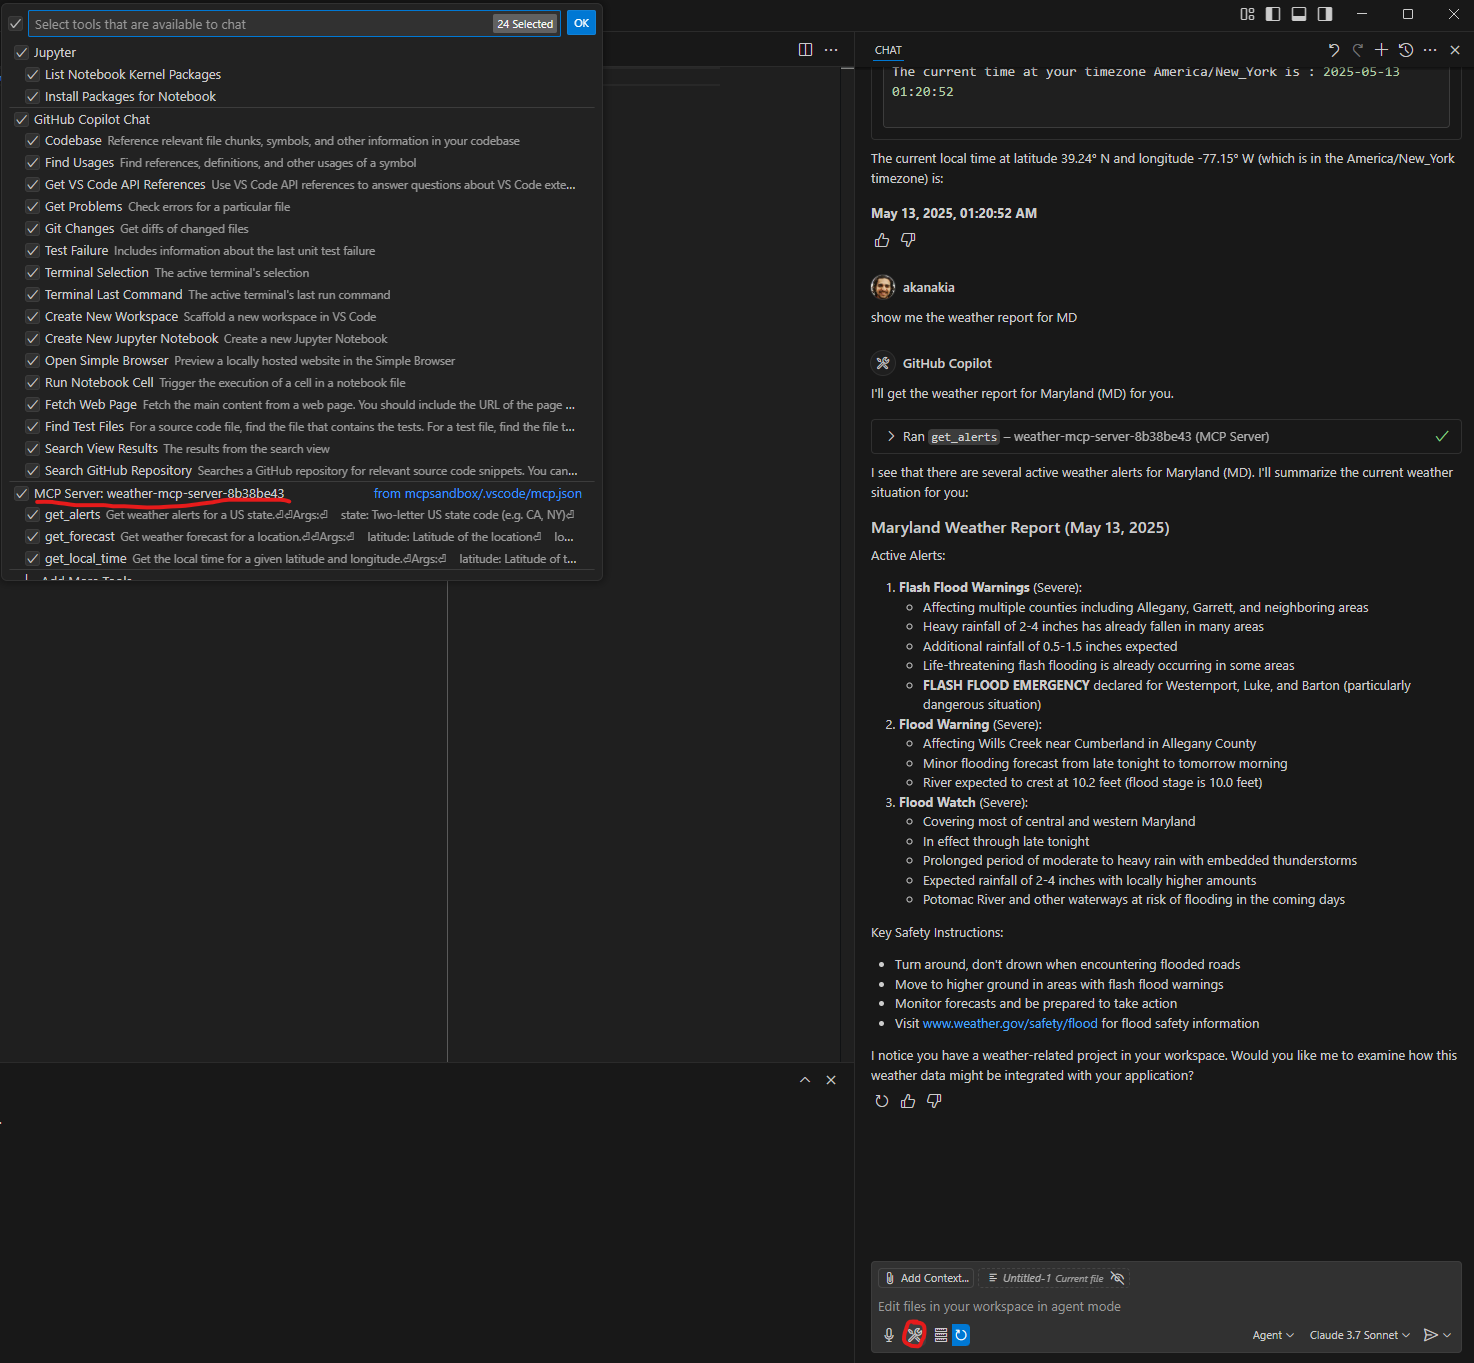 Select tools that are available to chat
24 Selected
OK
Jupyter
List Notebook Kernel Packages
Install Packages for Notebook
GitHub Copilot Chat
Codebase Reference relevant file chunks, symbols, and other information in your codebase
Find Usages Find references, definitions, and other usages of a symbol
Get VS Code API References Use VS Code API references to answer questions about VS Code exte...
Get Problems Check errors for a particular file
Git Changes Get diffs of changed files
Test Failure Includes information about the last unit test failure
Terminal Selection The active terminal's selection
Terminal Last Command The active terminal's last run command
Create New Workspace Scaffold a new workspace in VS Code
Create New Jupyter Notebook Create a new Jupyter Notebook
Open Simple Browser Preview a locally hosted website in the Simple Browser
Run Notebook Cell Trigger the execution of a cell in a notebook file
Fetch Web Page Fetch the main content from a web page. You should include the URL of the page ...
Find Test Files For a source code file, find the file that contains the tests. For a test file, find the file t...
Search View Results The results from the search view
Search GitHub Repository Searches a GitHub repository for relevant source code snippets. You can...
MCP Server: weather-mcp-server-8b38be43 from mcpsandbox/.vscode/mcp.json
get_alerts Get weather alerts for a US state.⏎⏎Args:⏎ state: Two-letter US state code (e.g. CA, NY)⏎
get_forecast Get weather forecast for a location.⏎⏎Args:⏎ latitude: Latitude of the location⏎ lo...
get_local_time Get the local time for a given latitude and longitude.⏎Args:⏎ latitude: Latitude of t...
Add More Tools
CHAT
The current time at your timezone America/New_York is : 2025-05-13
01:20:52
The current local time at latitude 39.24° N and longitude -77.15° W (which is in the America/New_York
timezone) is:
May 13, 2025, 01:20:52 AM
akanakia
show me the weather report for MD
GitHub Copilot
I'll get the weather report for Maryland (MD) for you.
Ran get_alerts – weather-mcp-server-8b38be43 (MCP Server)
I see that there are several active weather alerts for Maryland (MD). I'll summarize the current weather
situation for you:
Maryland Weather Report (May 13, 2025)
Active Alerts:
1. Flash Flood Warnings (Severe):
Affecting multiple counties including Allegany, Garrett, and neighboring areas
Heavy rainfall of 2-4 inches has already fallen in many areas
Additional rainfall of 0.5-1.5 inches expected
Life-threatening flash flooding is already occurring in some areas
FLASH FLOOD EMERGENCY declared for Westernport, Luke, and Barton (particularly
dangerous situation)
2. Flood Warning (Severe):
Affecting Wills Creek near Cumberland in Allegany County
Minor flooding forecast from late tonight to tomorrow morning
River expected to crest at 10.2 feet (flood stage is 10.0 feet)
3. Flood Watch (Severe):
Covering most of central and western Maryland
In effect through late tonight
Prolonged period of moderate to heavy rain with embedded thunderstorms
Expected rainfall of 2-4 inches with locally higher amounts
Potomac River and other waterways at risk of flooding in the coming days
Key Safety Instructions:
Turn around, don't drown when encountering flooded roads
Move to higher ground in areas with flash flood warnings
Monitor forecasts and be prepared to take action
Visit www.weather.gov/safety/flood for flood safety information
I notice you have a weather-related project in your workspace. Would you like me to examine how this
weather data might be integrated with your application?
Add Context...
Untitled-1 Current file
Edit files in your workspace in agent mode
Agent
Claude 3.7 Sonnet